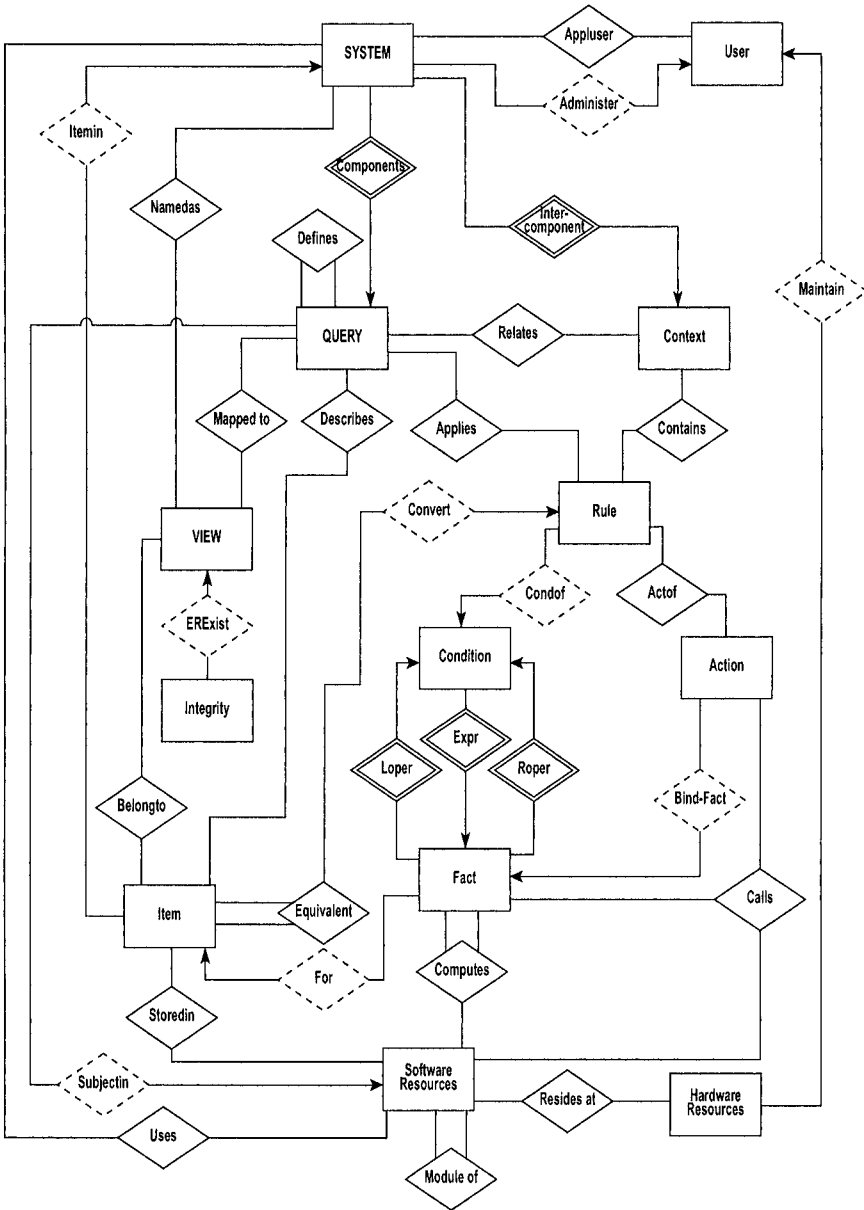 Appluser
SYSTEM
User
Administer
Itemin
Components
Namedas
Inter-
component
Defines
Maintain
QUERY
Relates
Context
Mapped to
Describes
Applies
Contains
Convert
Rule
VIEW
Condof
Actof
ERExist
Condition
Action
Integrity
Expr
Loper
Roper
Bind-Fact
Belongto
Fact
Item
Equivalent
Calls
For
Computes
Storedin
Software
Resources
Subjectin
Resides at
Hardware
Resources
Uses
Module of